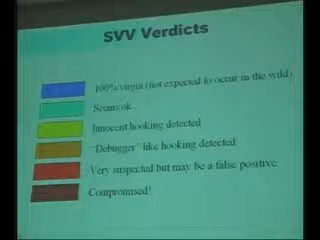 SVV Verdicts
100% virgin (not expected to occur in the wild)
Seems ok
Innocent hooking detected
"Debugger" like hooking detected
Very suspected but may be a false positive
Compromised!